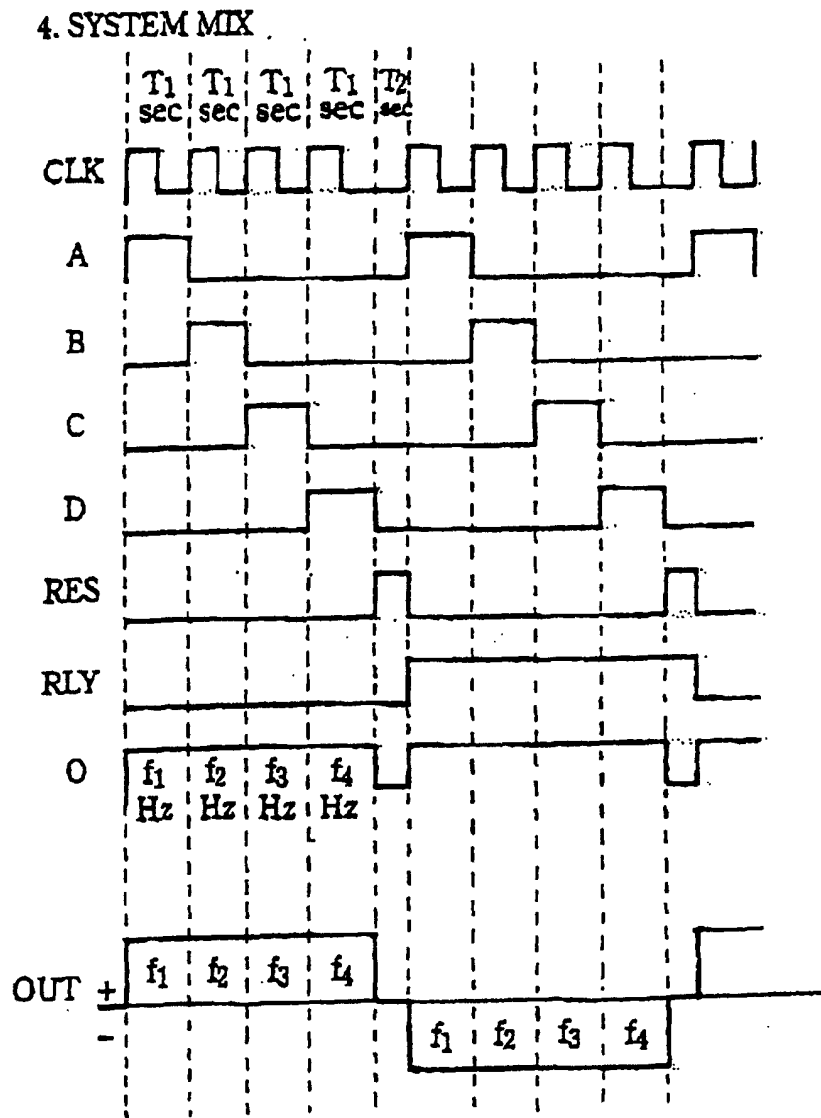 4. SYSTEM MIX
T1 T1 T1 T1 T2
sec sec sec sec sec
CLK
A
B
C
D
RES
RLY
O f1 f2 f3 f4
Hz Hz Hz Hz
OUT + f1 f2 f3 f4
- f1 f2 f3 f4